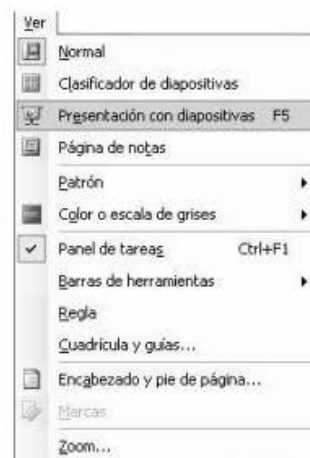 Ver
Normal
Clasificador de diapositivas
Presentación con diapositivas F5
Página de notas
Patrón
Color o escala de grises
Panel de tareas Ctrl+F1
Barras de herramientas
Regla
Cuadrícula y guías...
Encabezado y pie de página...
Marcas
Zoom...